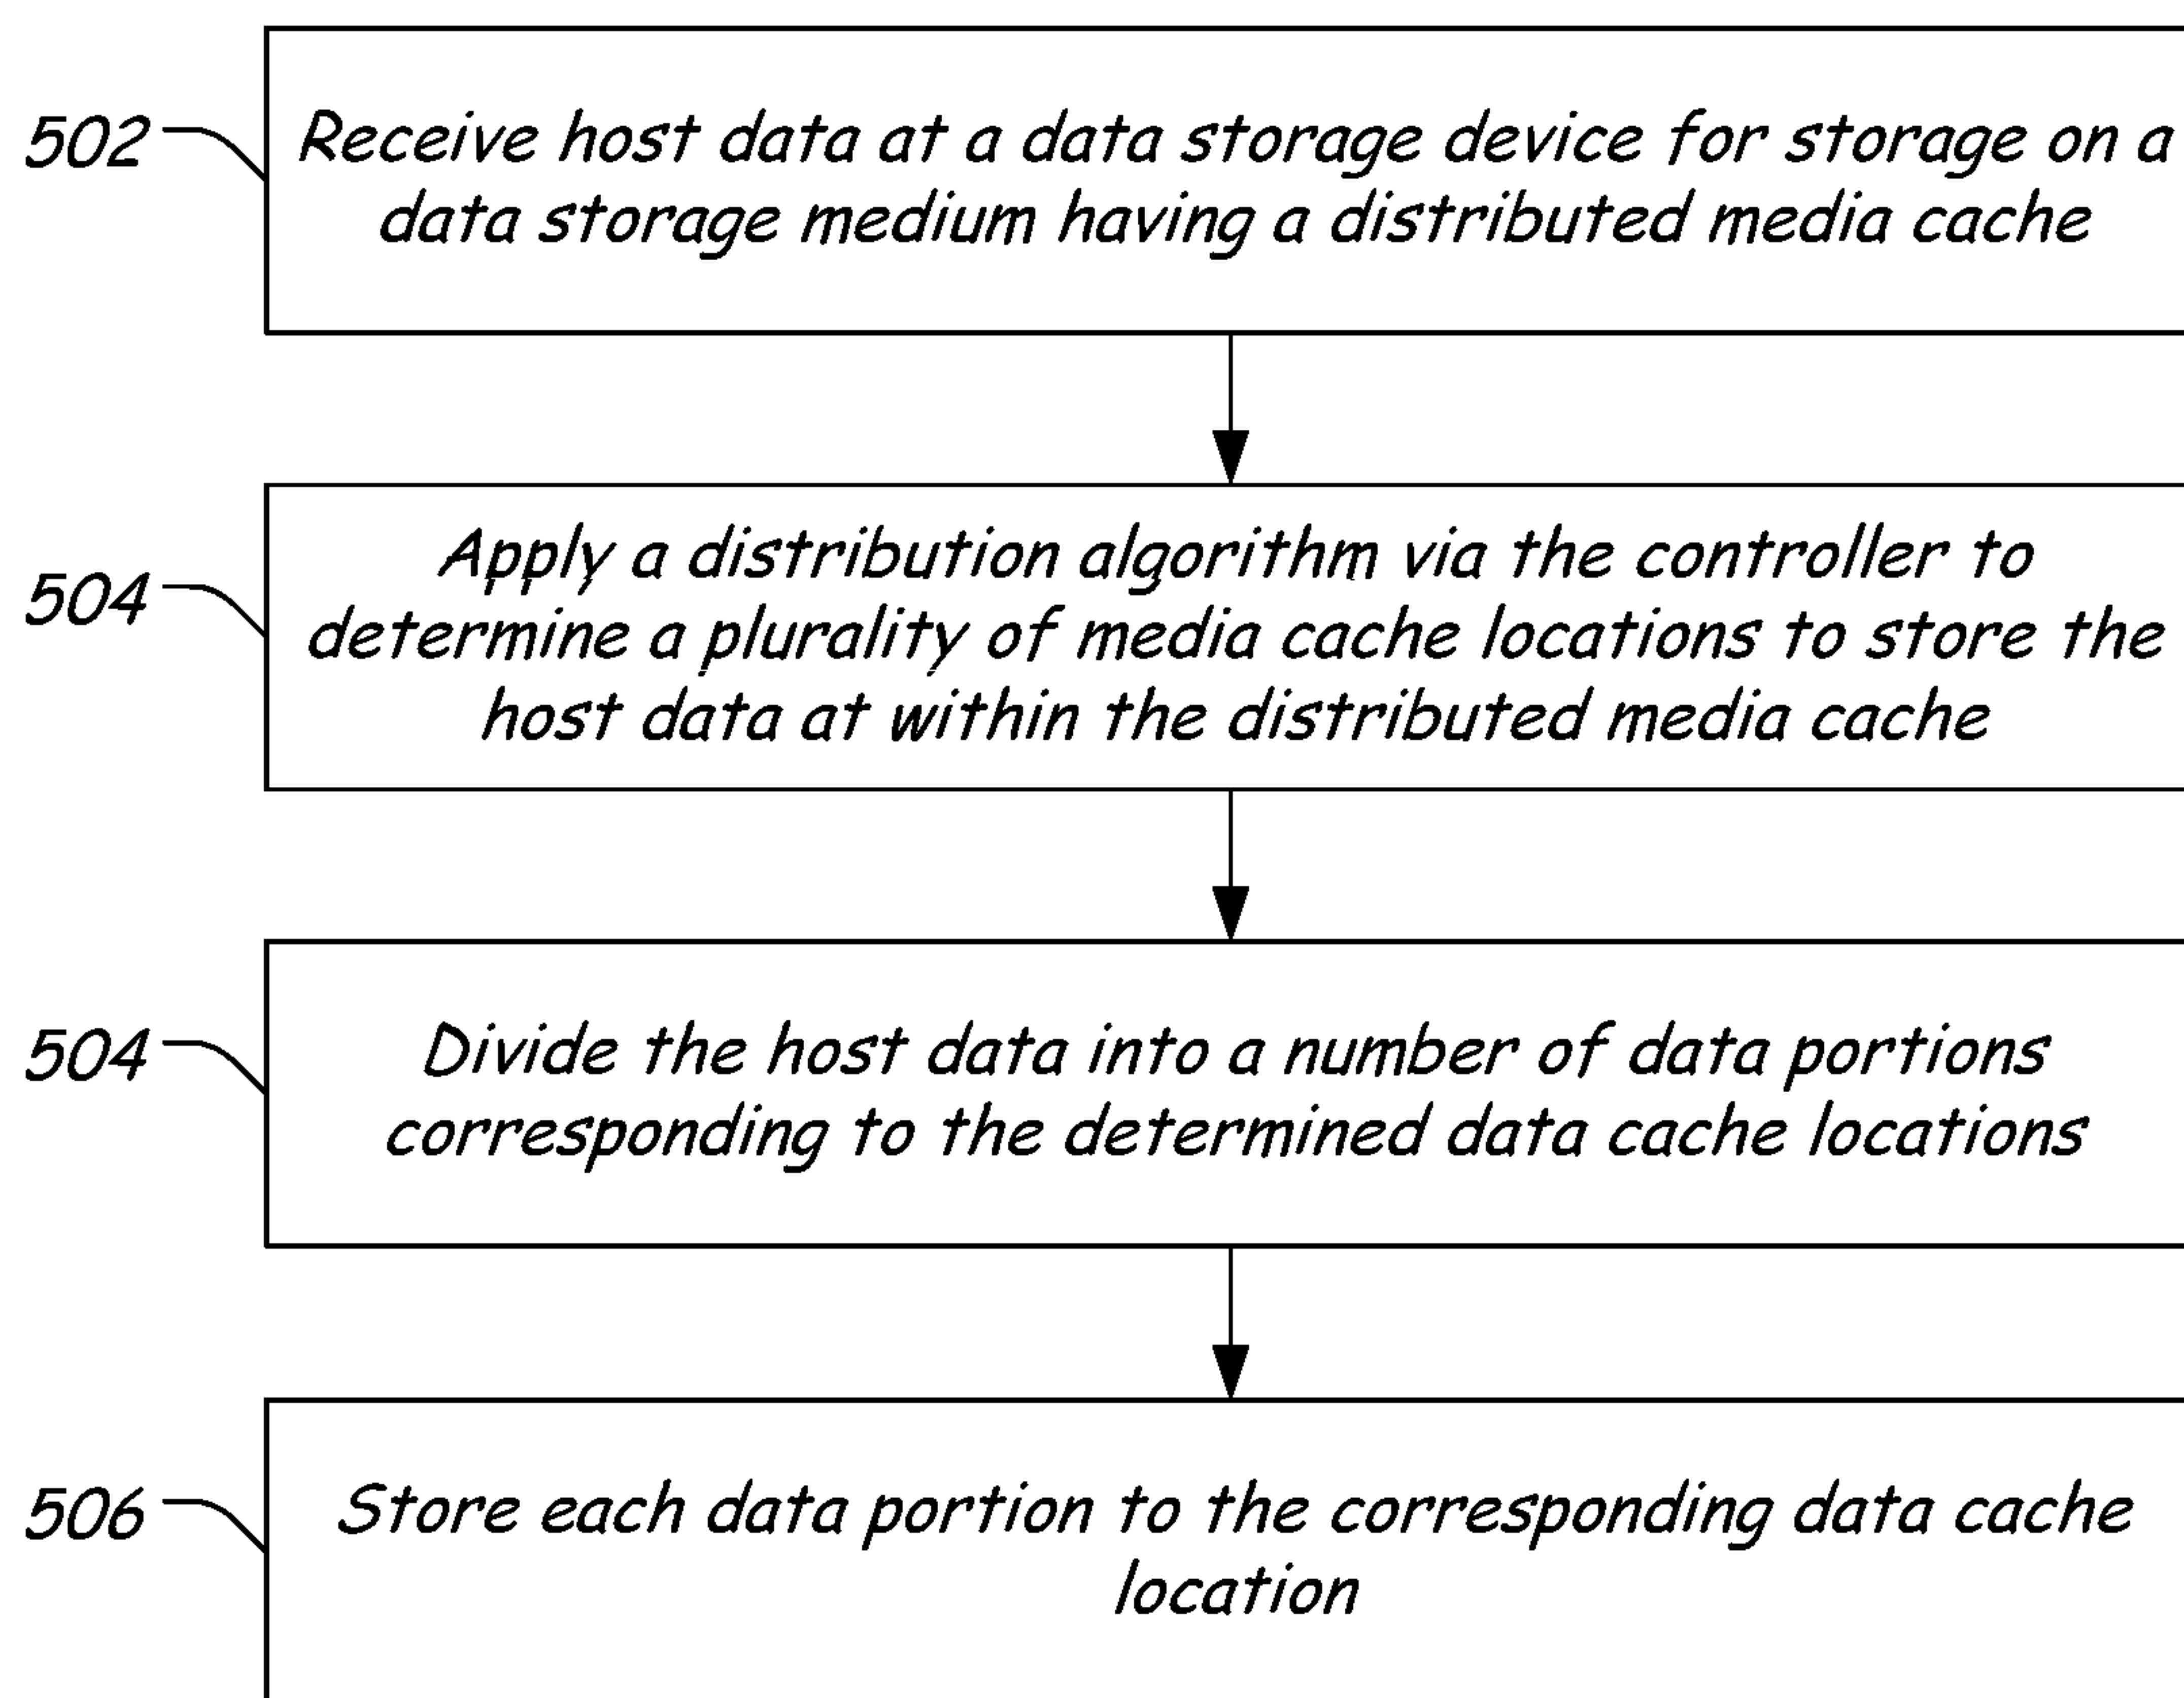 502
Receive host data at a data storage device for storage on a
data storage medium having a distributed media cache
504
Apply a distribution algorithm via the controller to
determine a plurality of media cache locations to store the
host data at within the distributed media cache
504
Divide the host data into a number of data portions
corresponding to the determined data cache locations
506
Store each data portion to the corresponding data cache
location